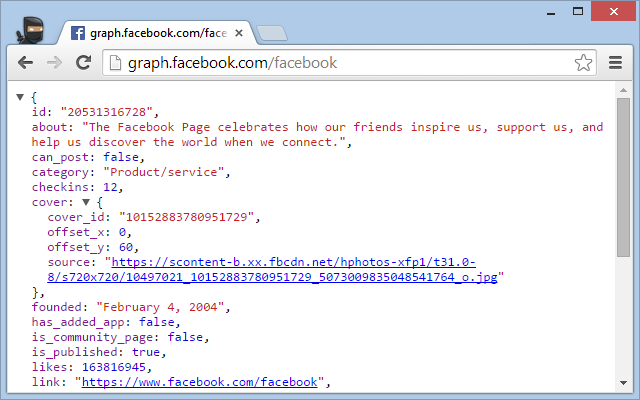 graph.facebook.com/face
graph.facebook.com/facebook
{
id: "20531316728",
about: "The Facebook Page celebrates how our friends inspire us, support us, and
help us discover the world when we connect.",
can_post: false,
category: "Product/service",
checkins: 12,
cover: {
cover_id: "10152883780951729",
offset_x: 0,
offset_y: 60,
source: "https://scontent-b.xx.fbcdn.net/hphotos-xfp1/t31.0-
8/s720x720/10497021_10152883780951729_5073009835048541764_o.jpg"
},
founded: "February 4, 2004",
has_added_app: false,
is_community_page: false,
is_published: true,
likes: 163816945,
link: "https://www.facebook.com/facebook",